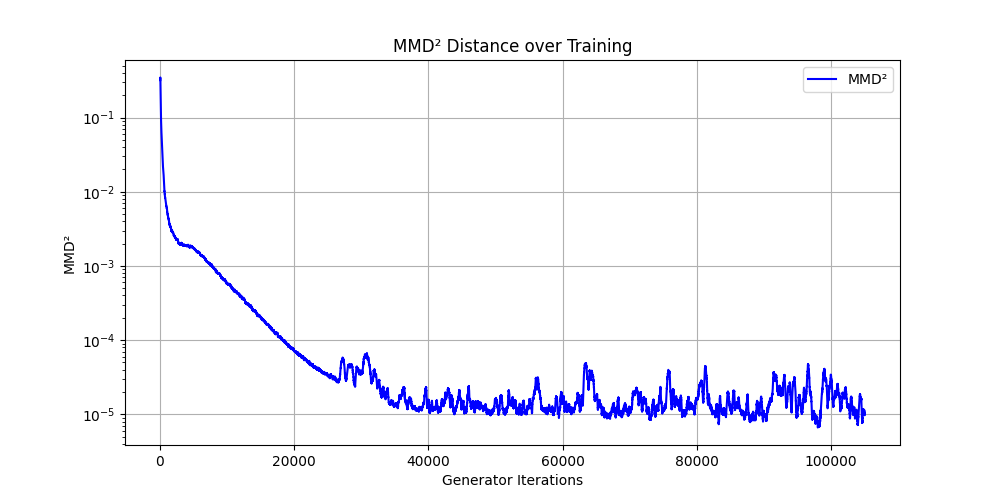 MMD² Distance over Training
MMD²
10⁻¹
10⁻²
10⁻³
10⁻⁴
10⁻⁵
MMD²
0 20000 40000 60000 80000 100000
Generator Iterations